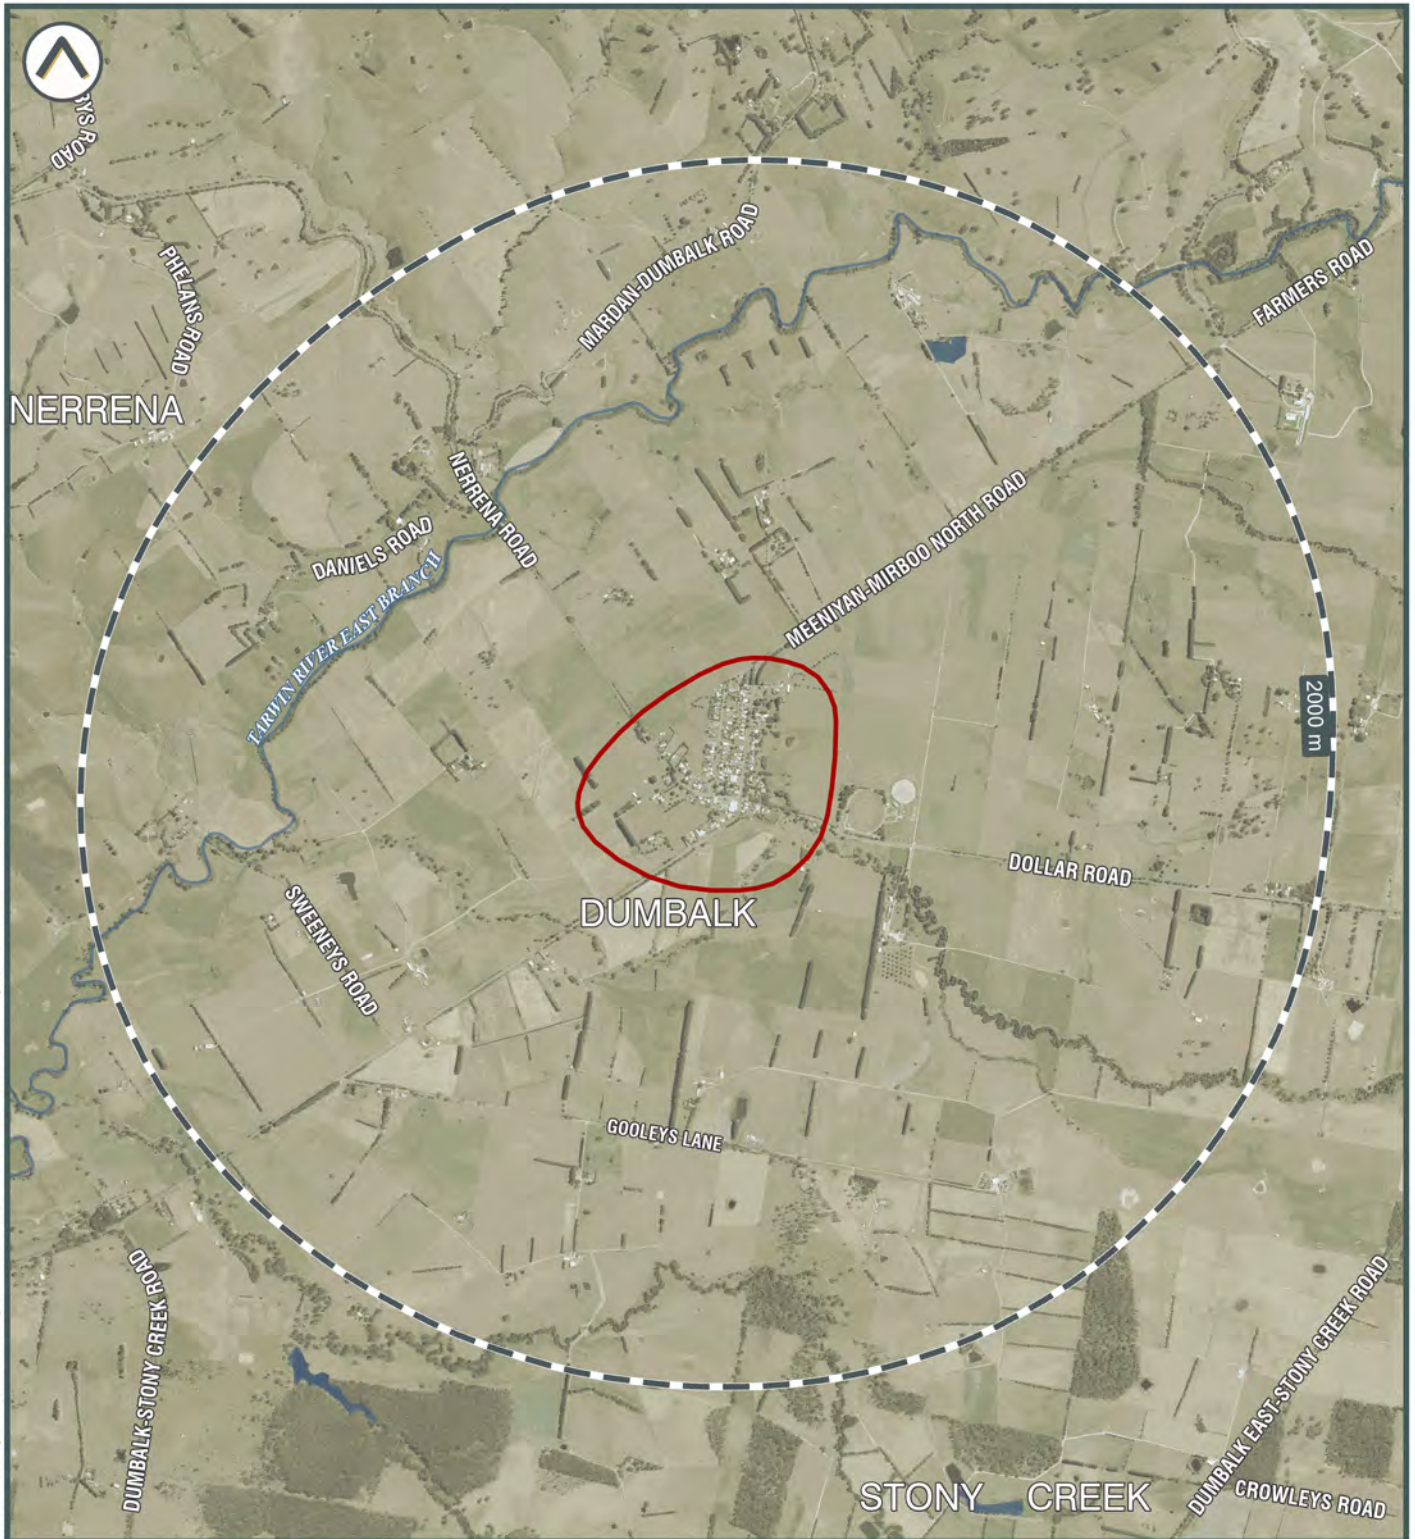 BYS ROAD
PHELANS ROAD
MARDAN-DUMBALK ROAD
FARMERS ROAD
NERRENA
NERRENA ROAD
DANIELS ROAD
TARWIN RIVER EAST BRANCH
MEENIYAN-MIRBOO NORTH ROAD
2000 m
DOLLAR ROAD
DUMBALK
SWEENEYS ROAD
GOOLEYS LANE
DUMBALK-STONY CREEK ROAD
DUMBALK EAST-STONY CREEK ROAD
STONY CREEK
CROWLEYS ROAD